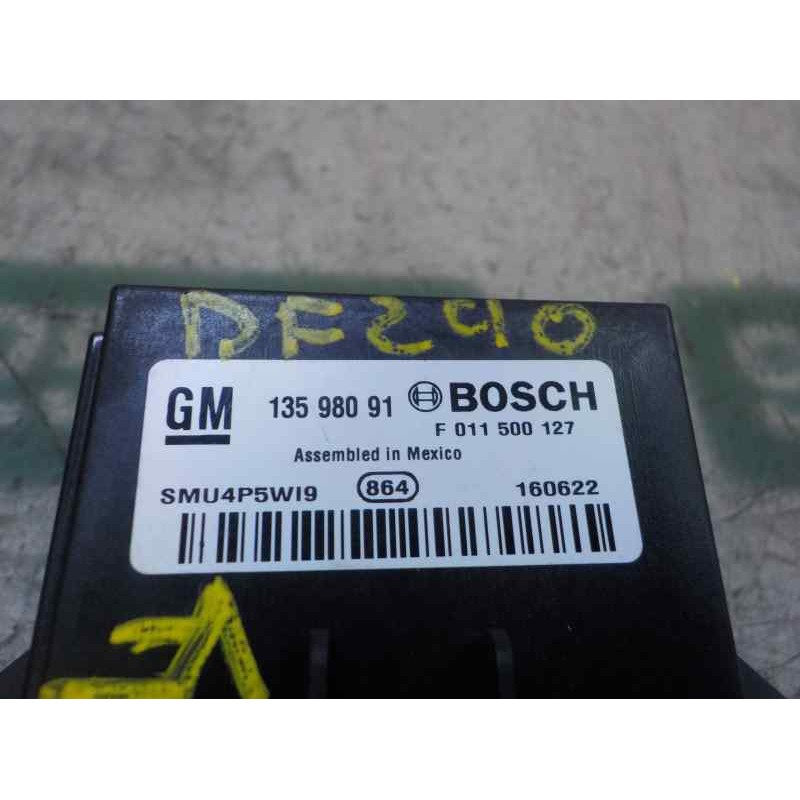 DF290
GM 135 980 91 BOSCH
F 011 500 127
Assembled in Mexico
SMU4P5WI9 864 160622